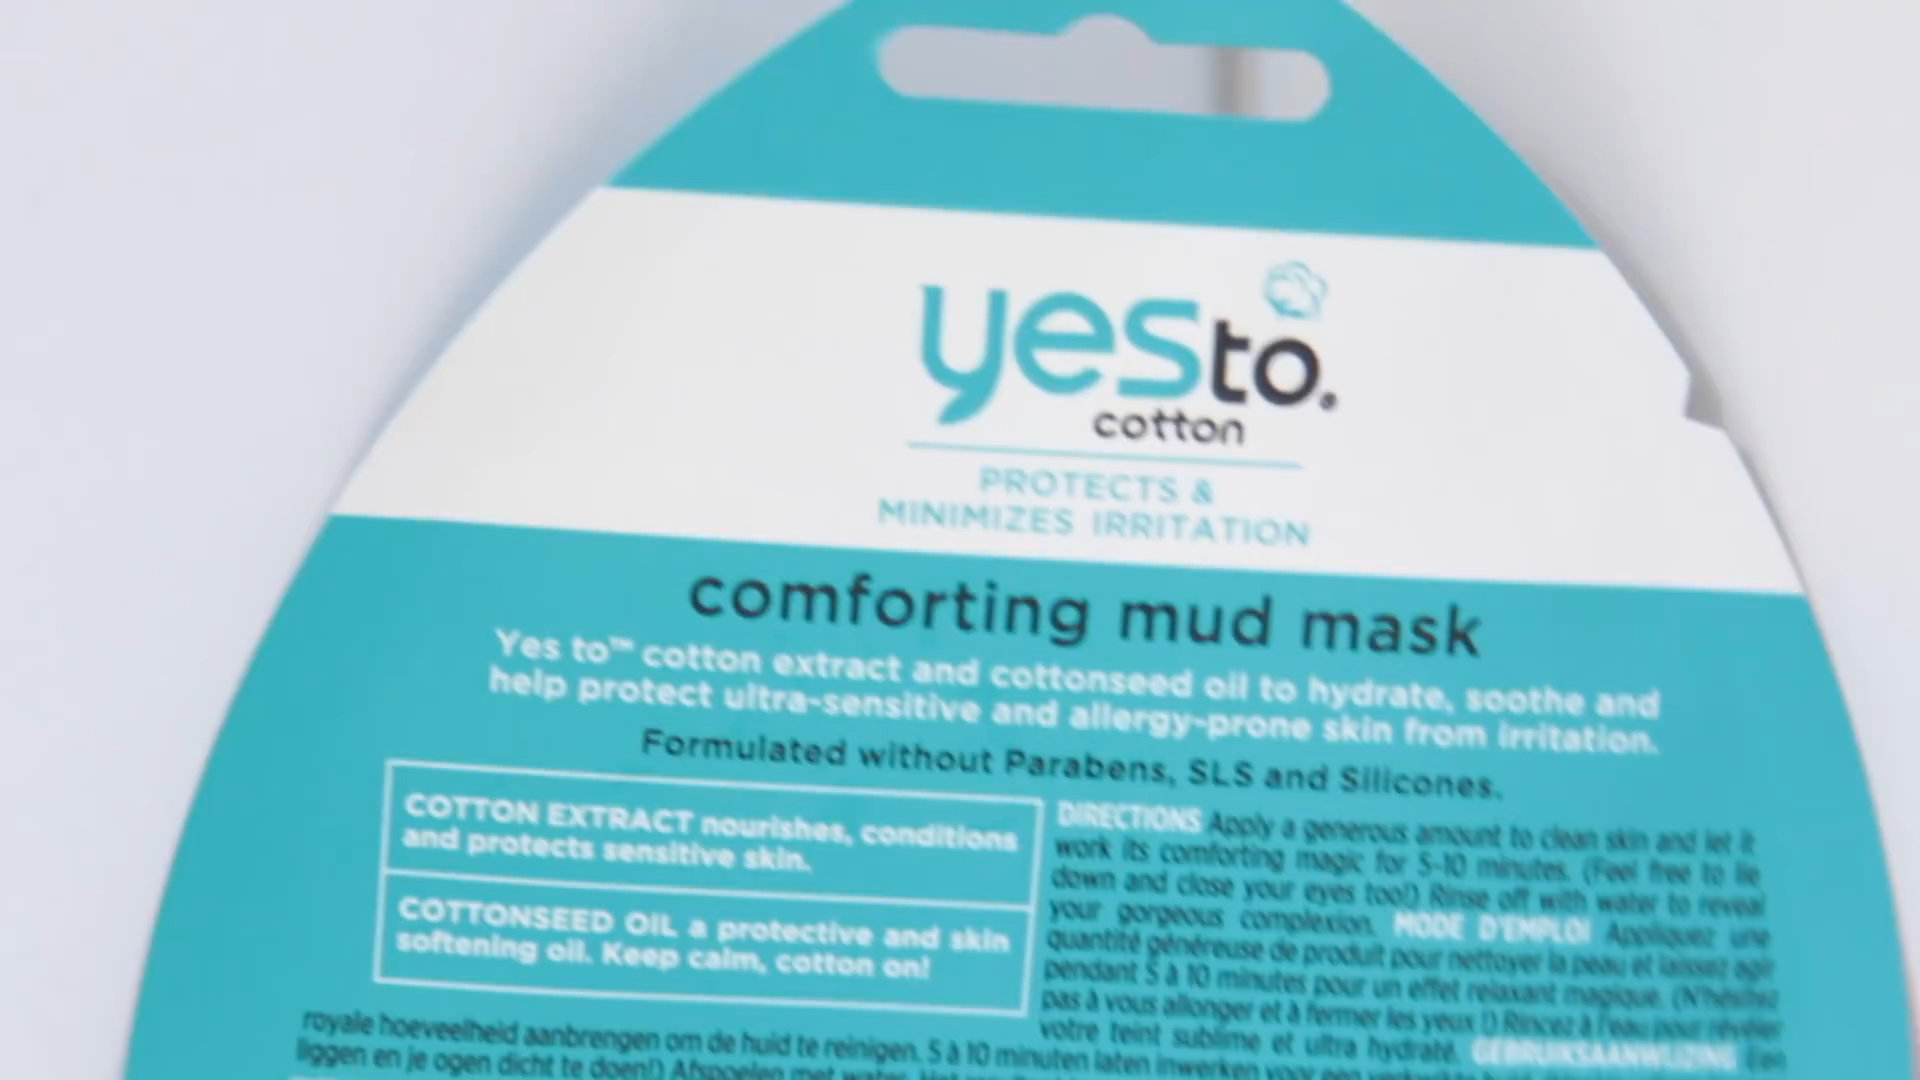 yes to.
cotton
PROTECTS &
MINIMIZES IRRITATION
comforting mud mask
Yes to™ cotton extract and cottonseed oil to hydrate, soothe and
help protect ultra-sensitive and allergy-prone skin from irritation.
Formulated without Parabens, SLS and Silicones.
COTTON EXTRACT nourishes, conditions
and protects sensitive skin.
COTTONSEED OIL a protective and skin
softening oil. Keep calm, cotton on!
DIRECTIONS Apply a generous amount to clean skin and let it
work its comforting magic for 5-10 minutes. (Feel free to lie
down and close your eyes too!) Rinse off with water to reveal
your gorgeous complexion. MODE D'EMPLOI Appliquez une
quantité généreuse de produit pour nettoyer la peau et laissez agir
pendant 5 à 10 minutes pour un effet relaxant magique. (N'hésitez
pas à vous allonger et à fermer les yeux !) Rincez à l'eau pour révéler
votre teint sublime et ultra hydraté. GEBRUIKSAANWIJZING Een
royale hoeveelheid aanbrengen om de huid te reinigen. 5 à 10 minuten laten inwerken voor een
liggen en je ogen dicht te doen!) Afspoelen met water.